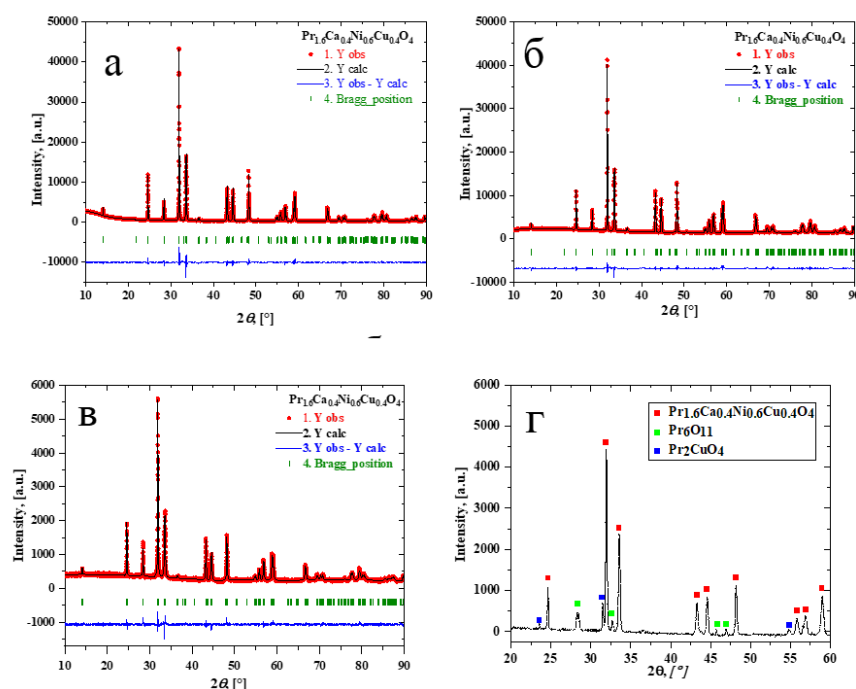 Pr1.6Ca0.4Ni0.6Cu0.4O4
а
1. Y obs
2. Y calc
3. Y obs - Y calc
4. Bragg_position
Intensity, [a.u.]
50000
40000
30000
20000
10000
0
-10000
10 20 30 40 50 60 70 80 90
2θ, [°]
Pr1.6Ca0.4Ni0.6Cu0.4O4
б
1. Y obs
2. Y calc
3. Y obs - Y calc
4. Bragg_position
Intensity, [a.u.]
50000
40000
30000
20000
10000
0
-10000
10 20 30 40 50 60 70 80 90
2θ, [°]
Pr1.6Ca0.4Ni0.6Cu0.4O4
в
1. Y obs
2. Y calc
3. Y obs - Y calc
4. Bragg_position
Intensity, [a.u.]
6000
5000
4000
3000
2000
1000
0
-1000
10 20 30 40 50 60 70 80 90
2θ, [°]
г
Pr1.6Ca0.4Ni0.6Cu0.4O4
Pr6O11
Pr2CuO4
Intensity, [a.u.]
6000
5000
4000
3000
2000
1000
0
20 25 30 35 40 45 50 55 60
2θ, [°]